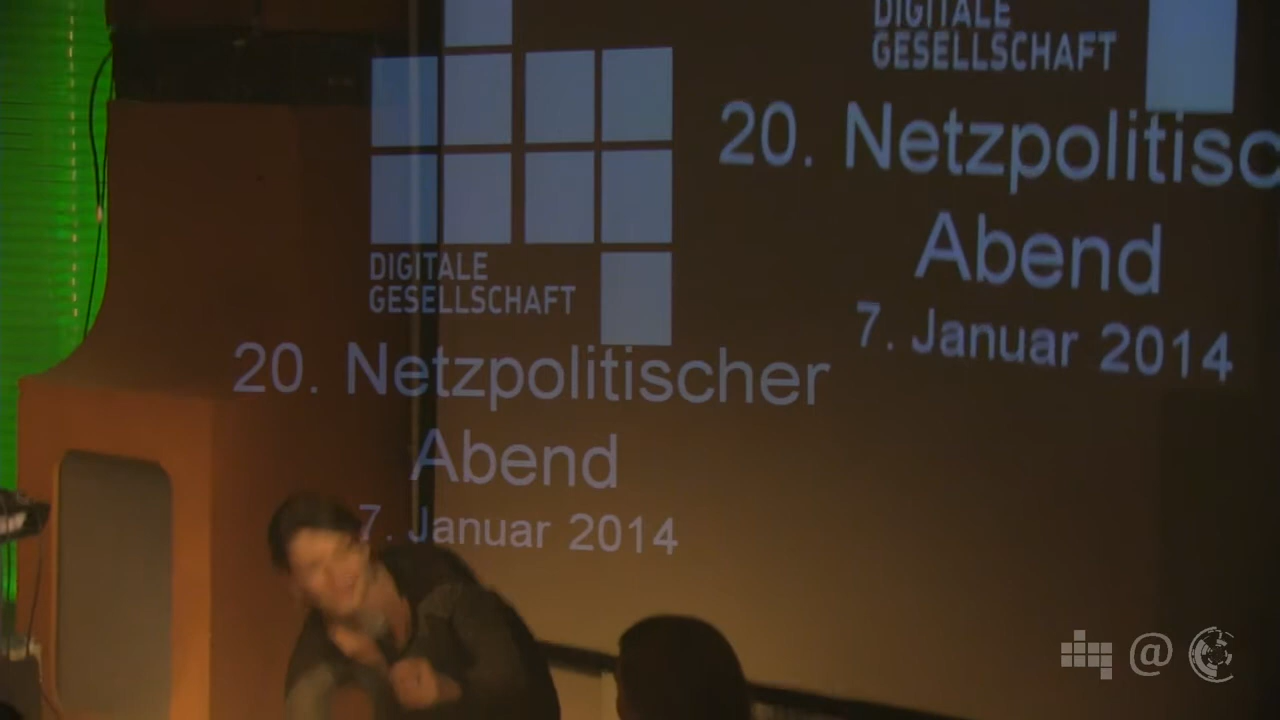 DIGITALE
GESELLSCHAFT
20. Netzpolitischer
Abend
7. Januar 2014
DIGITALE
GESELLSCHAFT
20. Netzpolitisc
Abend
7. Januar 2014
@